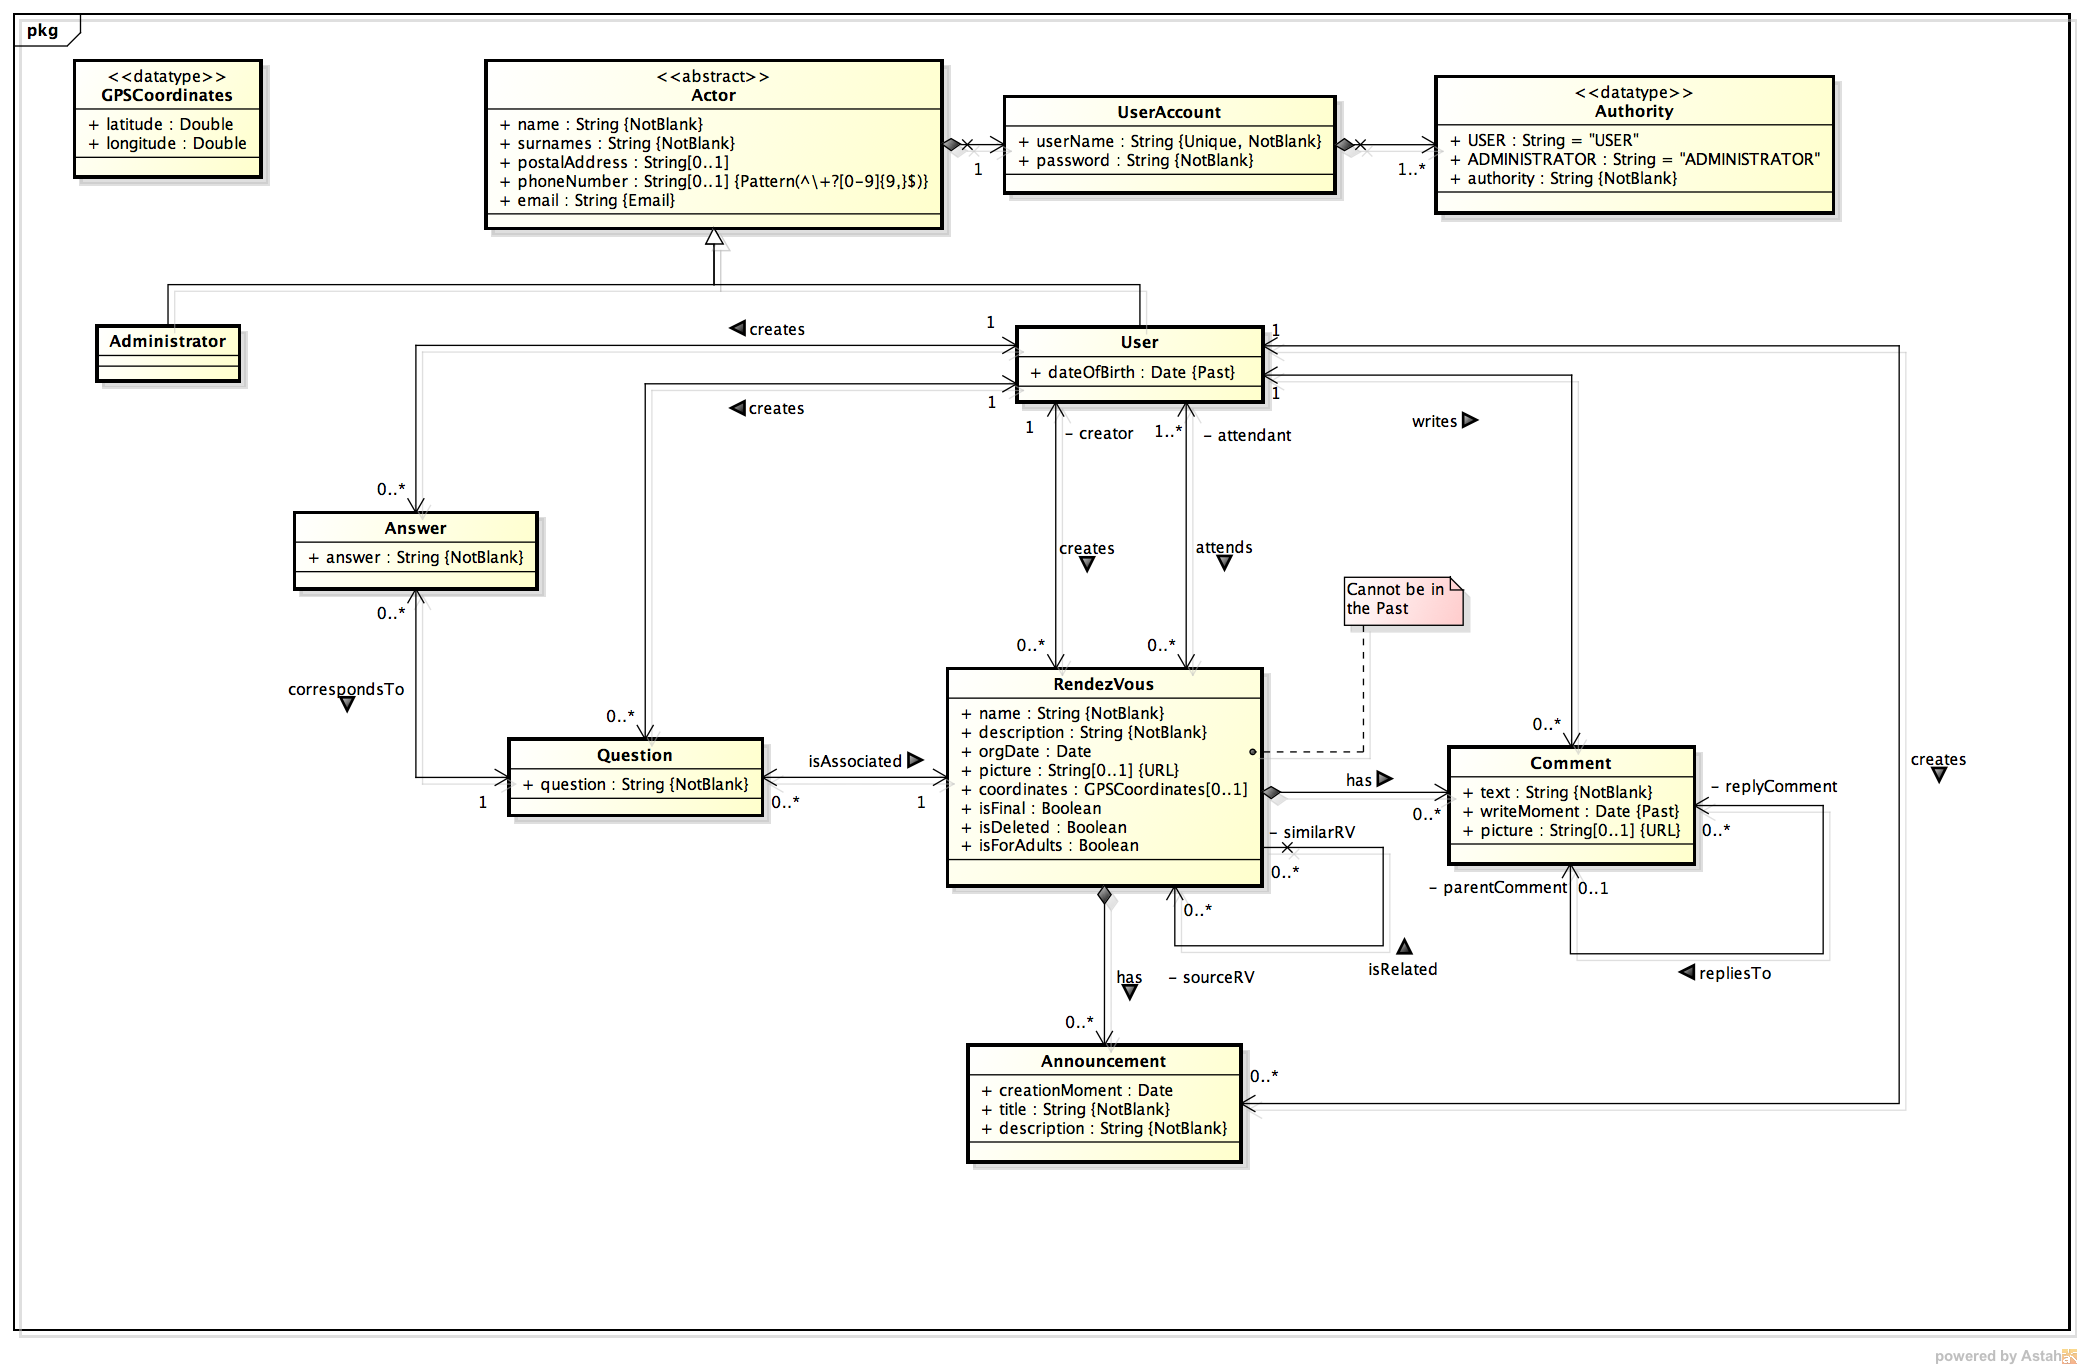 pkg
<<datatype>>
GPSCoordinates
+ latitude : Double
+ longitude : Double
<<abstract>>
Actor
+ name : String {NotBlank}
+ surnames : String {NotBlank}
+ postalAddress : String[0..1]
+ phoneNumber : String[0..1] {Pattern(^\+?[0-9]{9,}$)}
+ email : String {Email}
1
UserAccount
+ userName : String {Unique, NotBlank}
+ password : String {NotBlank}
1..*
<<datatype>>
Authority
+ USER : String = "USER"
+ ADMINISTRATOR : String = "ADMINISTRATOR"
+ authority : String {NotBlank}
Administrator
creates
1
creates
1
User
+ dateOfBirth : Date {Past}
1
1
1
- creator
1..*
- attendant
writes
0..*
Answer
+ answer : String {NotBlank}
0..*
creates
attends
Cannot be in
the Past
correspondsTo
0..*
0..*
0..*
0..*
Question
+ question : String {NotBlank}
1
isAssociated
0..*
1
RendezVous
+ name : String {NotBlank}
+ description : String {NotBlank}
+ orgDate : Date
+ picture : String[0..1] {URL}
+ coordinates : GPSCoordinates[0..1]
+ isFinal : Boolean
+ isDeleted : Boolean
+ isForAdults : Boolean
has
0..*
Comment
+ text : String {NotBlank}
+ writeMoment : Date {Past}
+ picture : String[0..1] {URL}
creates
- replyComment
0..*
- similarRV
0..*
- parentComment
0..1
0..*
- sourceRV
isRelated
repliesTo
has
0..*
Announcement
+ creationMoment : Date
+ title : String {NotBlank}
+ description : String {NotBlank}
0..*
powered by Astah